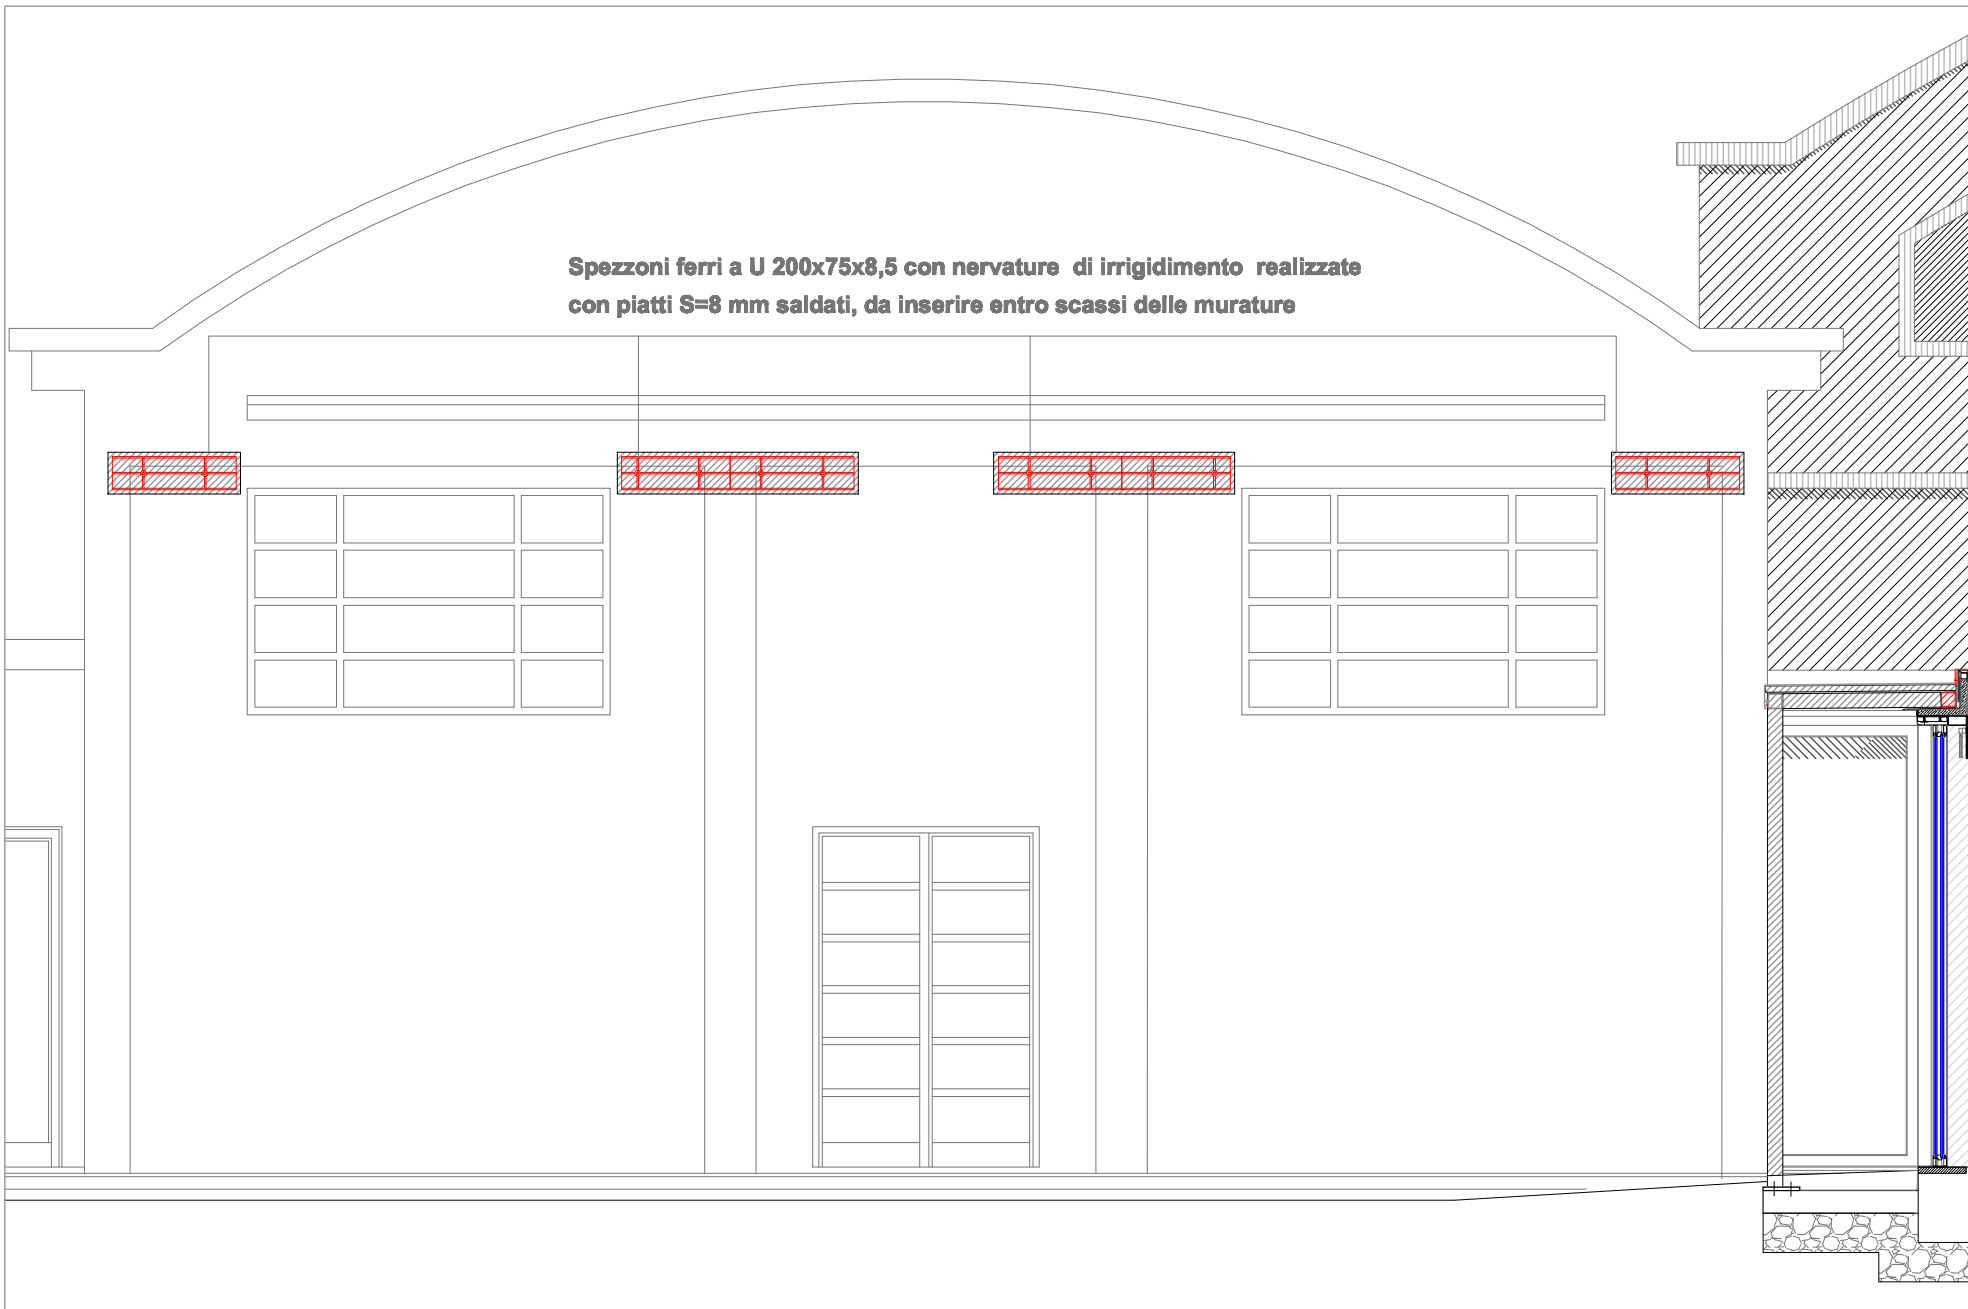 Spezzoni ferri a U 200x75x8,5 con nervature di irrigidimento realizzate
con piatti S=8 mm saldati, da inserire entro scassi delle murature